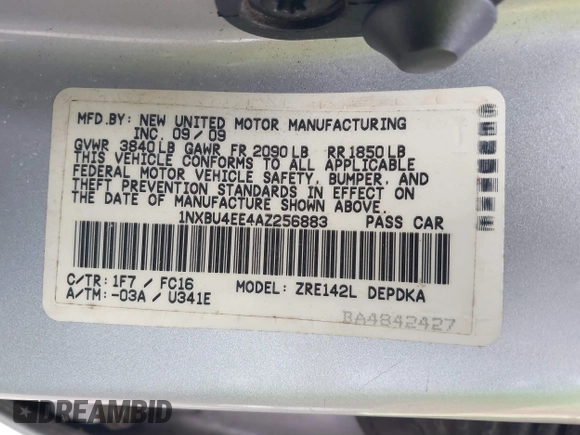 MFD.BY: NEW UNITED MOTOR MANUFACTURING
INC. 09/09
GVWR 3840LB GAWR FR 2090LB RR1850LB
THIS VEHICLE CONFORMS TO ALL APPLICABLE
FEDERAL MOTOR VEHICLE SAFETY, BUMPER, AND
THEFT PREVENTION STANDARDS IN EFFECT ON
THE DATE OF MANUFACTURE SHOWN ABOVE.
1NXBU4EE4AZ256883 PASS CAR
C/TR: 1F7 / FC16 MODEL: ZRE142L DEPDKA
A/TM: -03A / U341E
BA4842427
DREAMBID